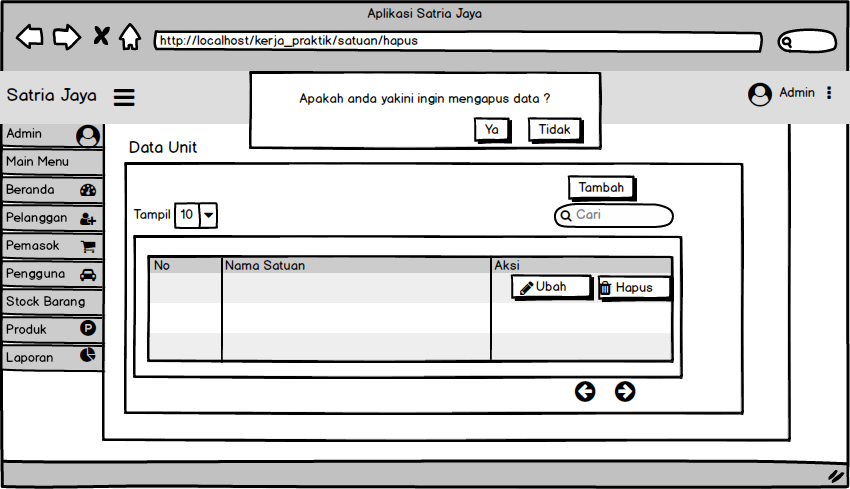 Aplikasi Satria Jaya
http://localhost/kerja_praktik/satuan/hapus
Satria Jaya
Apakah anda yakini ingin mengapus data ?
Ya Tidak
Admin
Admin
Main Menu
Beranda
Pelanggan
Pemasok
Pengguna
Stock Barang
Produk
P
Laporan
Data Unit
Tambah
Tampil 10
Cari
No Nama Satuan Aksi
Ubah Hapus